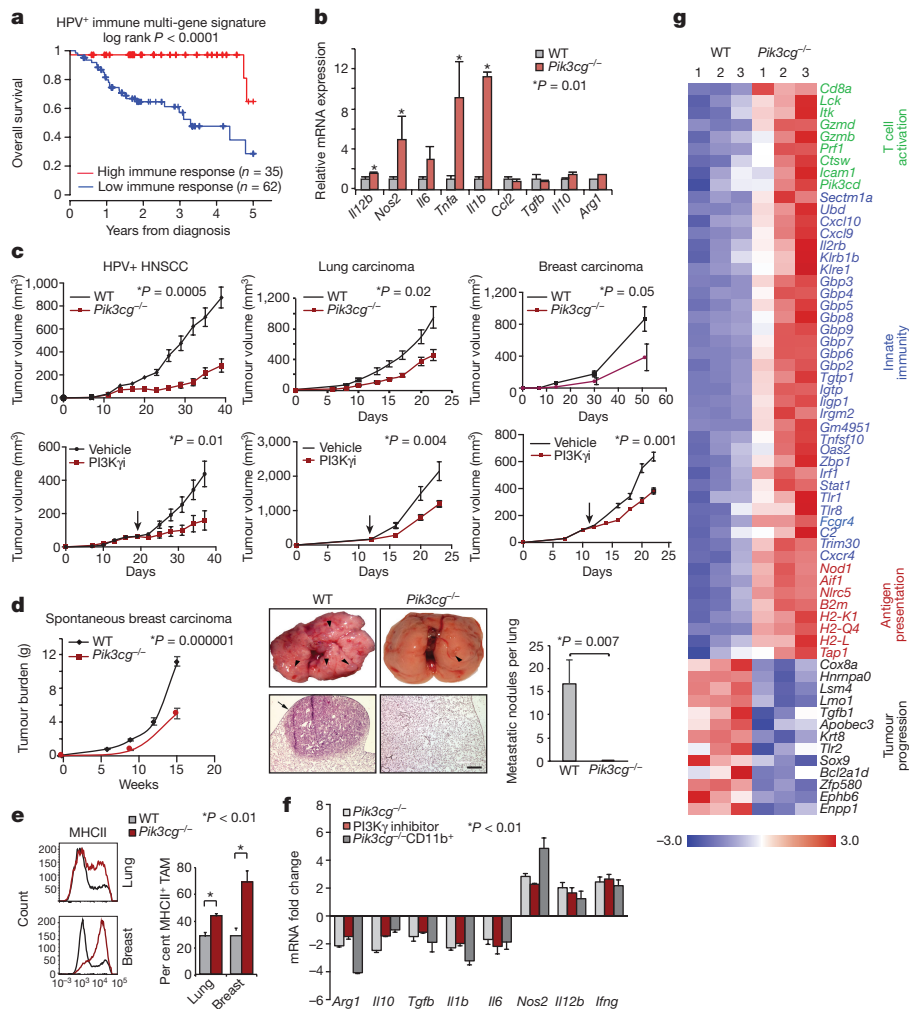 a
HPV+ immune multi-gene signature
log rank P < 0.0001
Overall survival
1.0
0.8
0.6
0.4
0.2
0
High immune response (n = 35)
Low immune response (n = 62)
0 1 2 3 4 5
Years from diagnosis
b
Relative mRNA expression
12
8
4
0
WT
Pik3cg–/–
*P = 0.01
* * * *
Il12b Nos2 Il6 Tnfa Il1b Ccl2 Tgfb Il10 Arg1
c
HPV+ HNSCC
Tumour volume (mm3)
1,000
800
600
400
200
0
WT
Pik3cg–/–
*P = 0.0005
0 10 20 30 40
Days
Lung carcinoma
Tumour volume (mm3)
1,200
800
400
0
WT
Pik3cg–/–
*P = 0.02
0 5 10 15 20 25
Days
Breast carcinoma
Tumour volume (mm3)
1,200
800
400
0
WT
Pik3cg–/–
*P = 0.05
0 10 20 30 40 50 60
Days
Tumour volume (mm3)
600
400
200
0
Vehicle
PI3Kγi
*P = 0.01
0 10 20 30 40
Days
Tumour volume (mm3)
3,000
2,000
1,000
0
Vehicle
PI3Kγi
*P = 0.004
0 5 10 15 20 25
Days
Tumour volume (mm3)
800
600
400
200
0
Vehicle
PI3Kγi
*P = 0.001
0 5 10 15 20 25
Days
d
Spontaneous breast carcinoma
Tumour burden (g)
12
8
4
0
WT
Pik3cg–/–
*P = 0.000001
0 5 10 15 20
Weeks
WT
Pik3cg–/–
Metastatic nodules per lung
25
20
15
10
5
0
*P = 0.007
WT Pik3cg–/–
e
MHCII
WT
Pik3cg–/–
*P < 0.01
Count
200
150
100
50
0
Lung
200
150
100
50
0
Breast
10–3 103 104 105
Per cent MHCII+ TAM
100
80
60
40
20
0
* *
Lung
Breast
f
Pik3cg–/–
PI3Kγ inhibitor
Pik3cg–/–CD11b+
*P < 0.01
mRNA fold change
6
4
2
0
–2
–4
–6
Arg1 Il10 Tgfb Il1b Il6 Nos2 Il12b Ifng
g
WT Pik3cg–/–
1 2 3 1 2 3
Cd8a
Lck
Itk
Gzmd
Gzmb
Prf1
Ctsw
Icam1
Pik3cd
T cell
activation
Sectm1a
Ubd
Cxcl10
Cxcl9
Il2rb
Klrb1b
Klre1
Gbp3
Gbp4
Gbp5
Gbp8
Gbp9
Gbp7
Gbp6
Gbp2
Tgtp1
Igtp
Iigp1
Irgm2
Gm4951
Tnfsf10
Oas2
Zbp1
Irf1
Stat1
Tlr1
Tlr8
Fcgr4
C2
Trim30
Cxcr4
Innate
immunity
Nod1
Aif1
Nlrc5
B2m
H2-K1
H2-Q4
H2-L
Tap1
Antigen
presentation
Cox8a
Hnrnpa0
Lsm4
Lmo1
Tgfb1
Apobec3
Krt8
Tlr2
Sox9
Bcl2a1d
Zfp580
Ephb6
Enpp1
Tumour
progression
–3.0 3.0